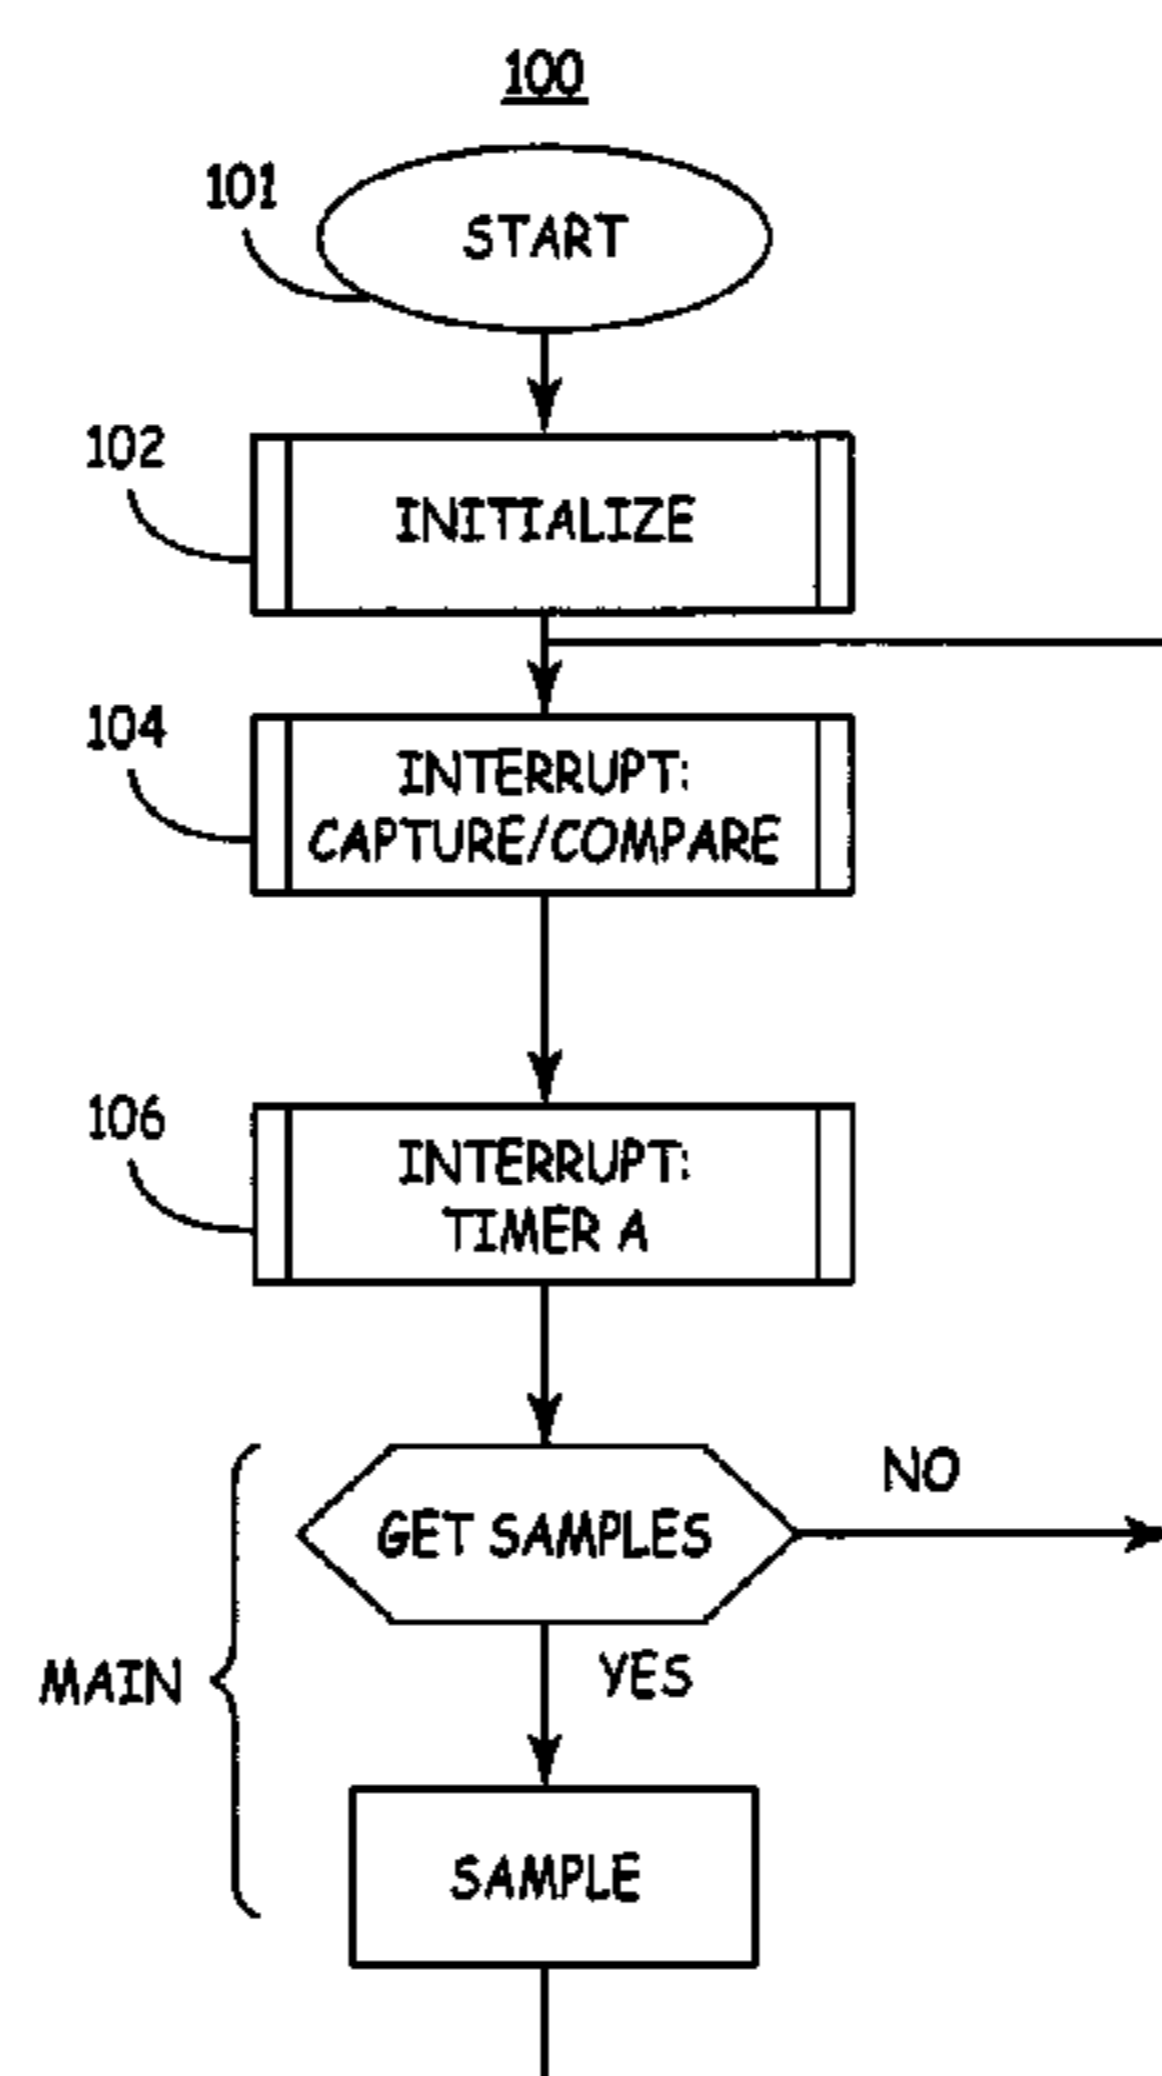 100
101
START
102
INITIALIZE
104
INTERRUPT:
CAPTURE/COMPARE
106
INTERRUPT:
TIMER A
GET SAMPLES
NO
MAIN
YES
SAMPLE